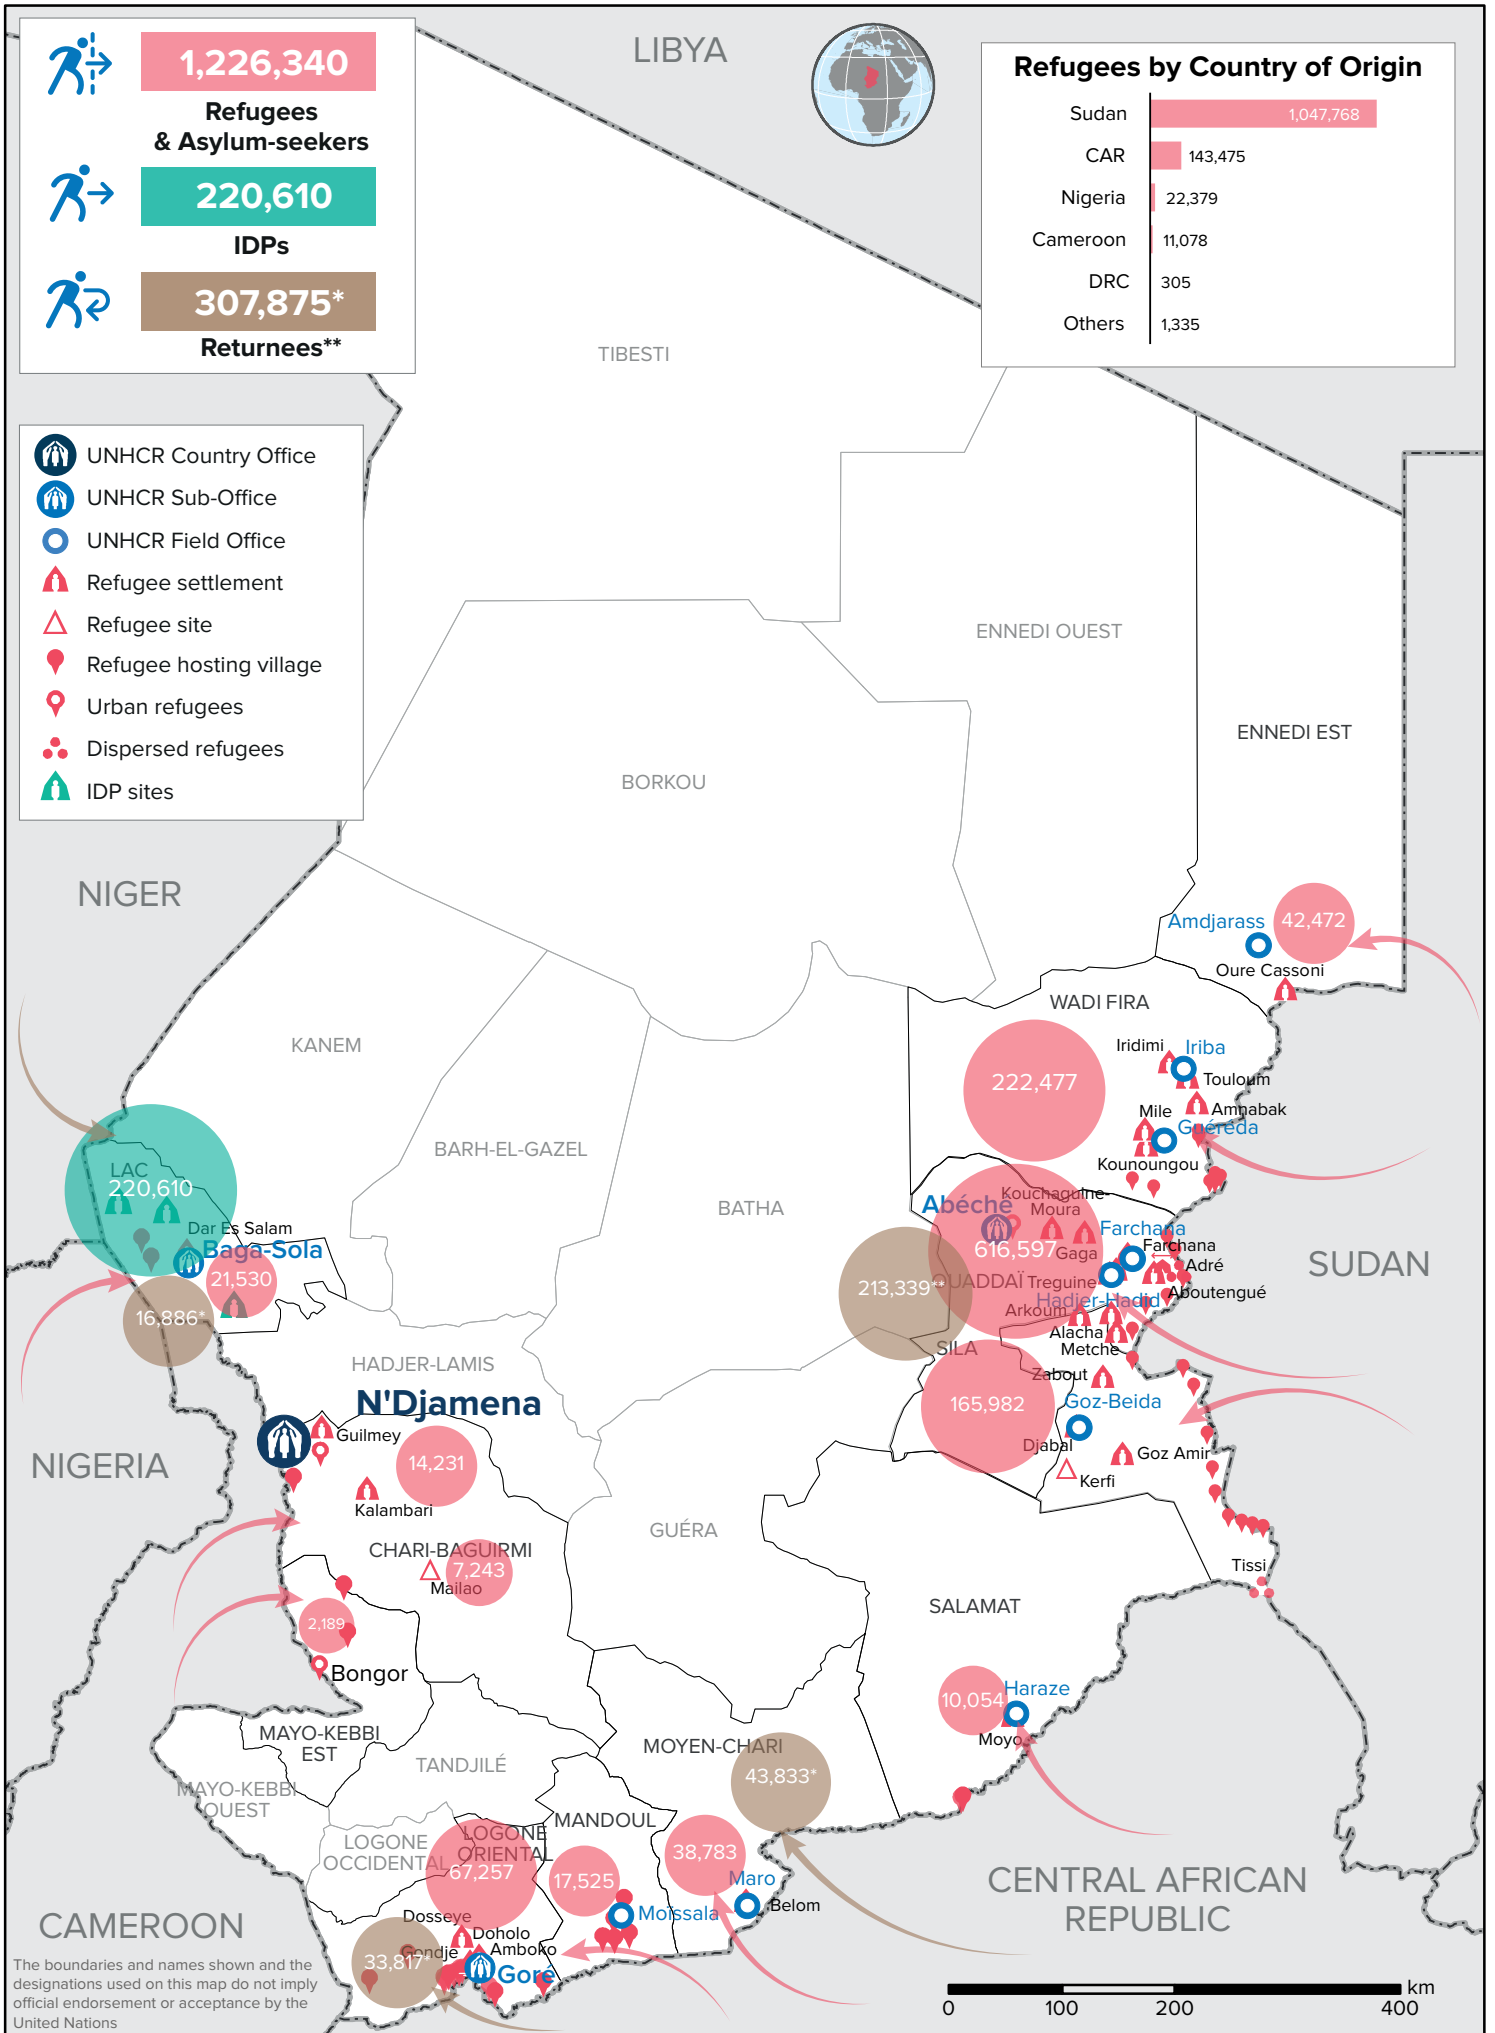 1,226,340
Refugees
& Asylum-seekers
220,610
IDPs
307,875*
Returnees**
LIBYA
Refugees by Country of Origin
Sudan 1,047,768
CAR 143,475
Nigeria 22,379
Cameroon 11,078
DRC 305
Others 1,335
UNHCR Country Office
UNHCR Sub-Office
UNHCR Field Office
Refugee settlement
Refugee site
Refugee hosting village
Urban refugees
Dispersed refugees
IDP sites
TIBESTI
ENNEDI OUEST
ENNEDI EST
BORKOU
NIGER
Amdjarass
42,472
Oure Cassoni
WADI FIRA
KANEM
Iridimi
Iriba
Touloum
222,477
Amnabak
Mile
Guéréda
Kounoungou
BARH-EL-GAZEL
LAC
220,610
BATHA
Kouchaguine-
Moura
Abéché
Dar Es Salam
Baga-Sola
21,530
16,886*
616,597
Gaga
Farchana
Farchana
Adré
SUDAN
213,339**
OUADDAÏ
Treguine
Aboutengué
Hadjer-Hadid
Arkoum
Alacha
Metche
SILA
Zabout
165,982
Goz-Beida
Djabal
Goz Amir
Kerfi
HADJER-LAMIS
N'Djamena
Guilmey
14,231
Kalambari
NIGERIA
GUÉRA
CHARI-BAGUIRMI
7,243
Mailao
2,189
Bongor
Tissi
SALAMAT
10,054
Haraze
Moyo
MAYO-KEBBI
EST
TANDJILÉ
MOYEN-CHARI
43,833*
MAYO-KEBBI
OUEST
LOGONE
OCCIDENTAL
LOGONE
ORIENTAL
67,257
MANDOUL
17,525
38,783
Maro
Belom
Moïssala
CENTRAL AFRICAN
REPUBLIC
CAMEROON
Dosseye
Doholo
Gondje
Amboko
33,817*
Goré
The boundaries and names shown and the
designations used on this map do not imply
official endorsement or acceptance by the
United Nations
km
0 100 200 400